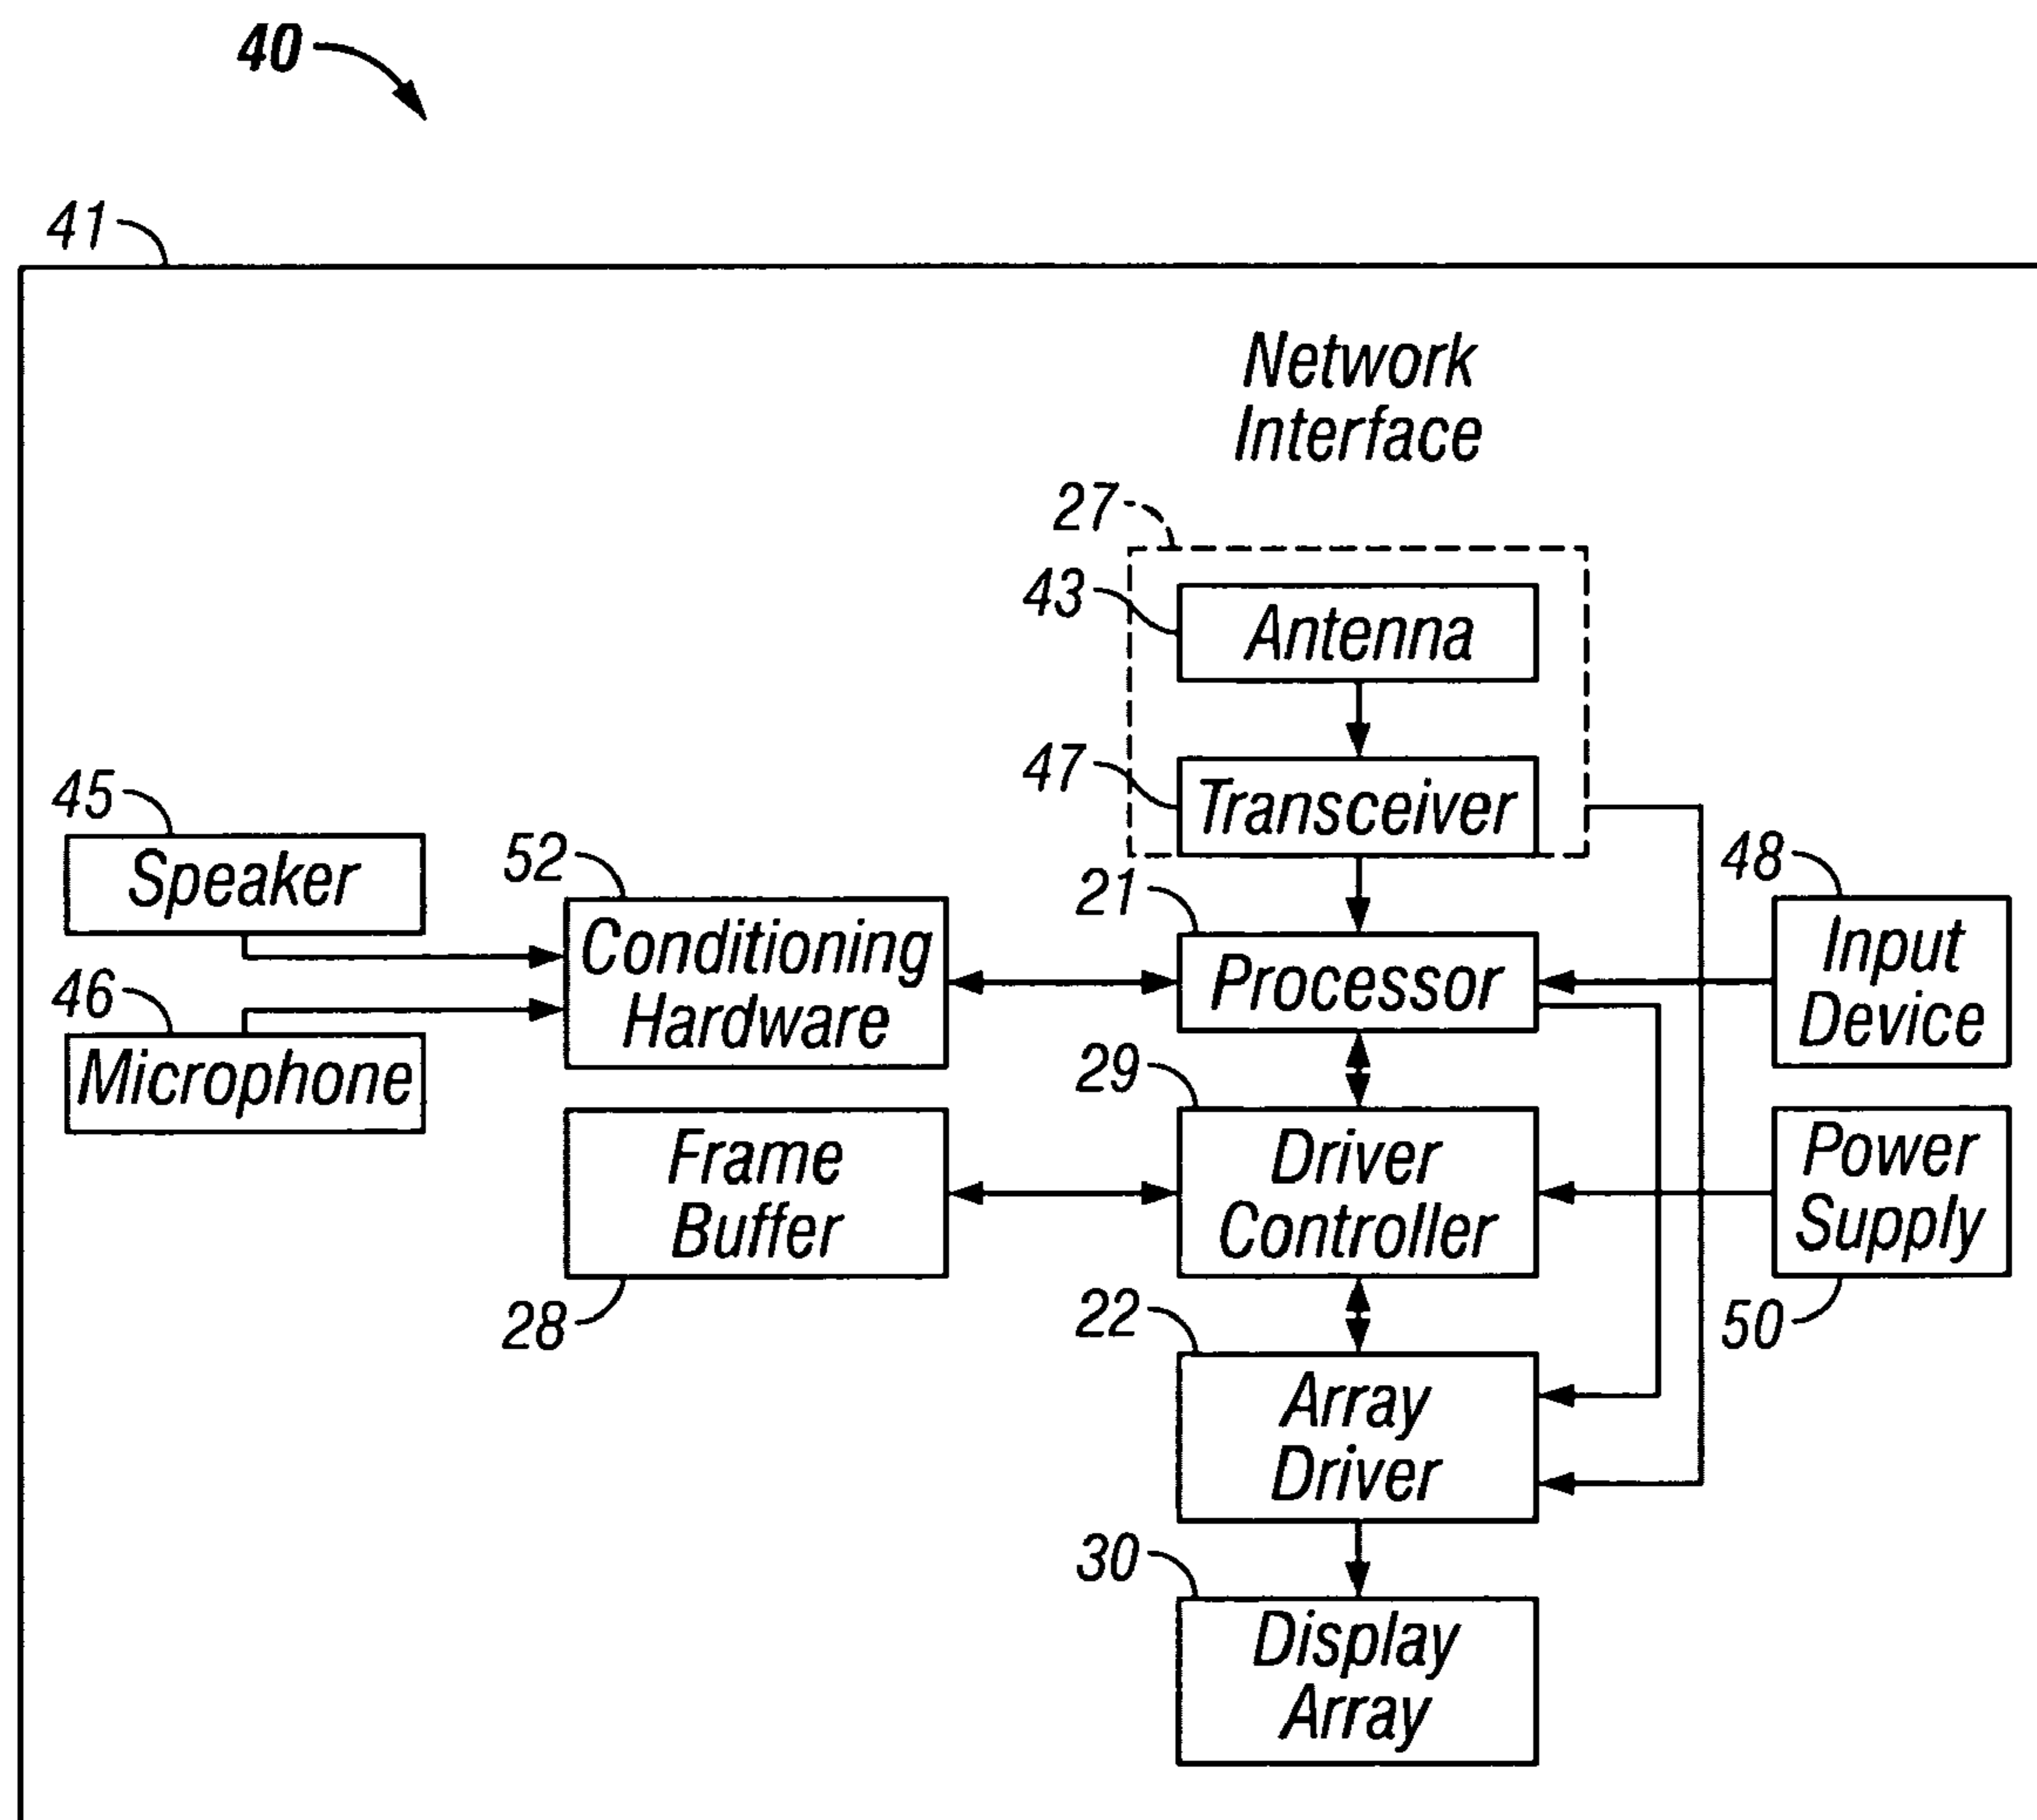 40
41
Network
Interface
27
43
Antenna
47
Transceiver
45
Speaker
52
Conditioning
Hardware
21
Processor
48
Input
Device
46
Microphone
29
Driver
Controller
Frame
Buffer
28
Power
Supply
50
22
Array
Driver
30
Display
Array